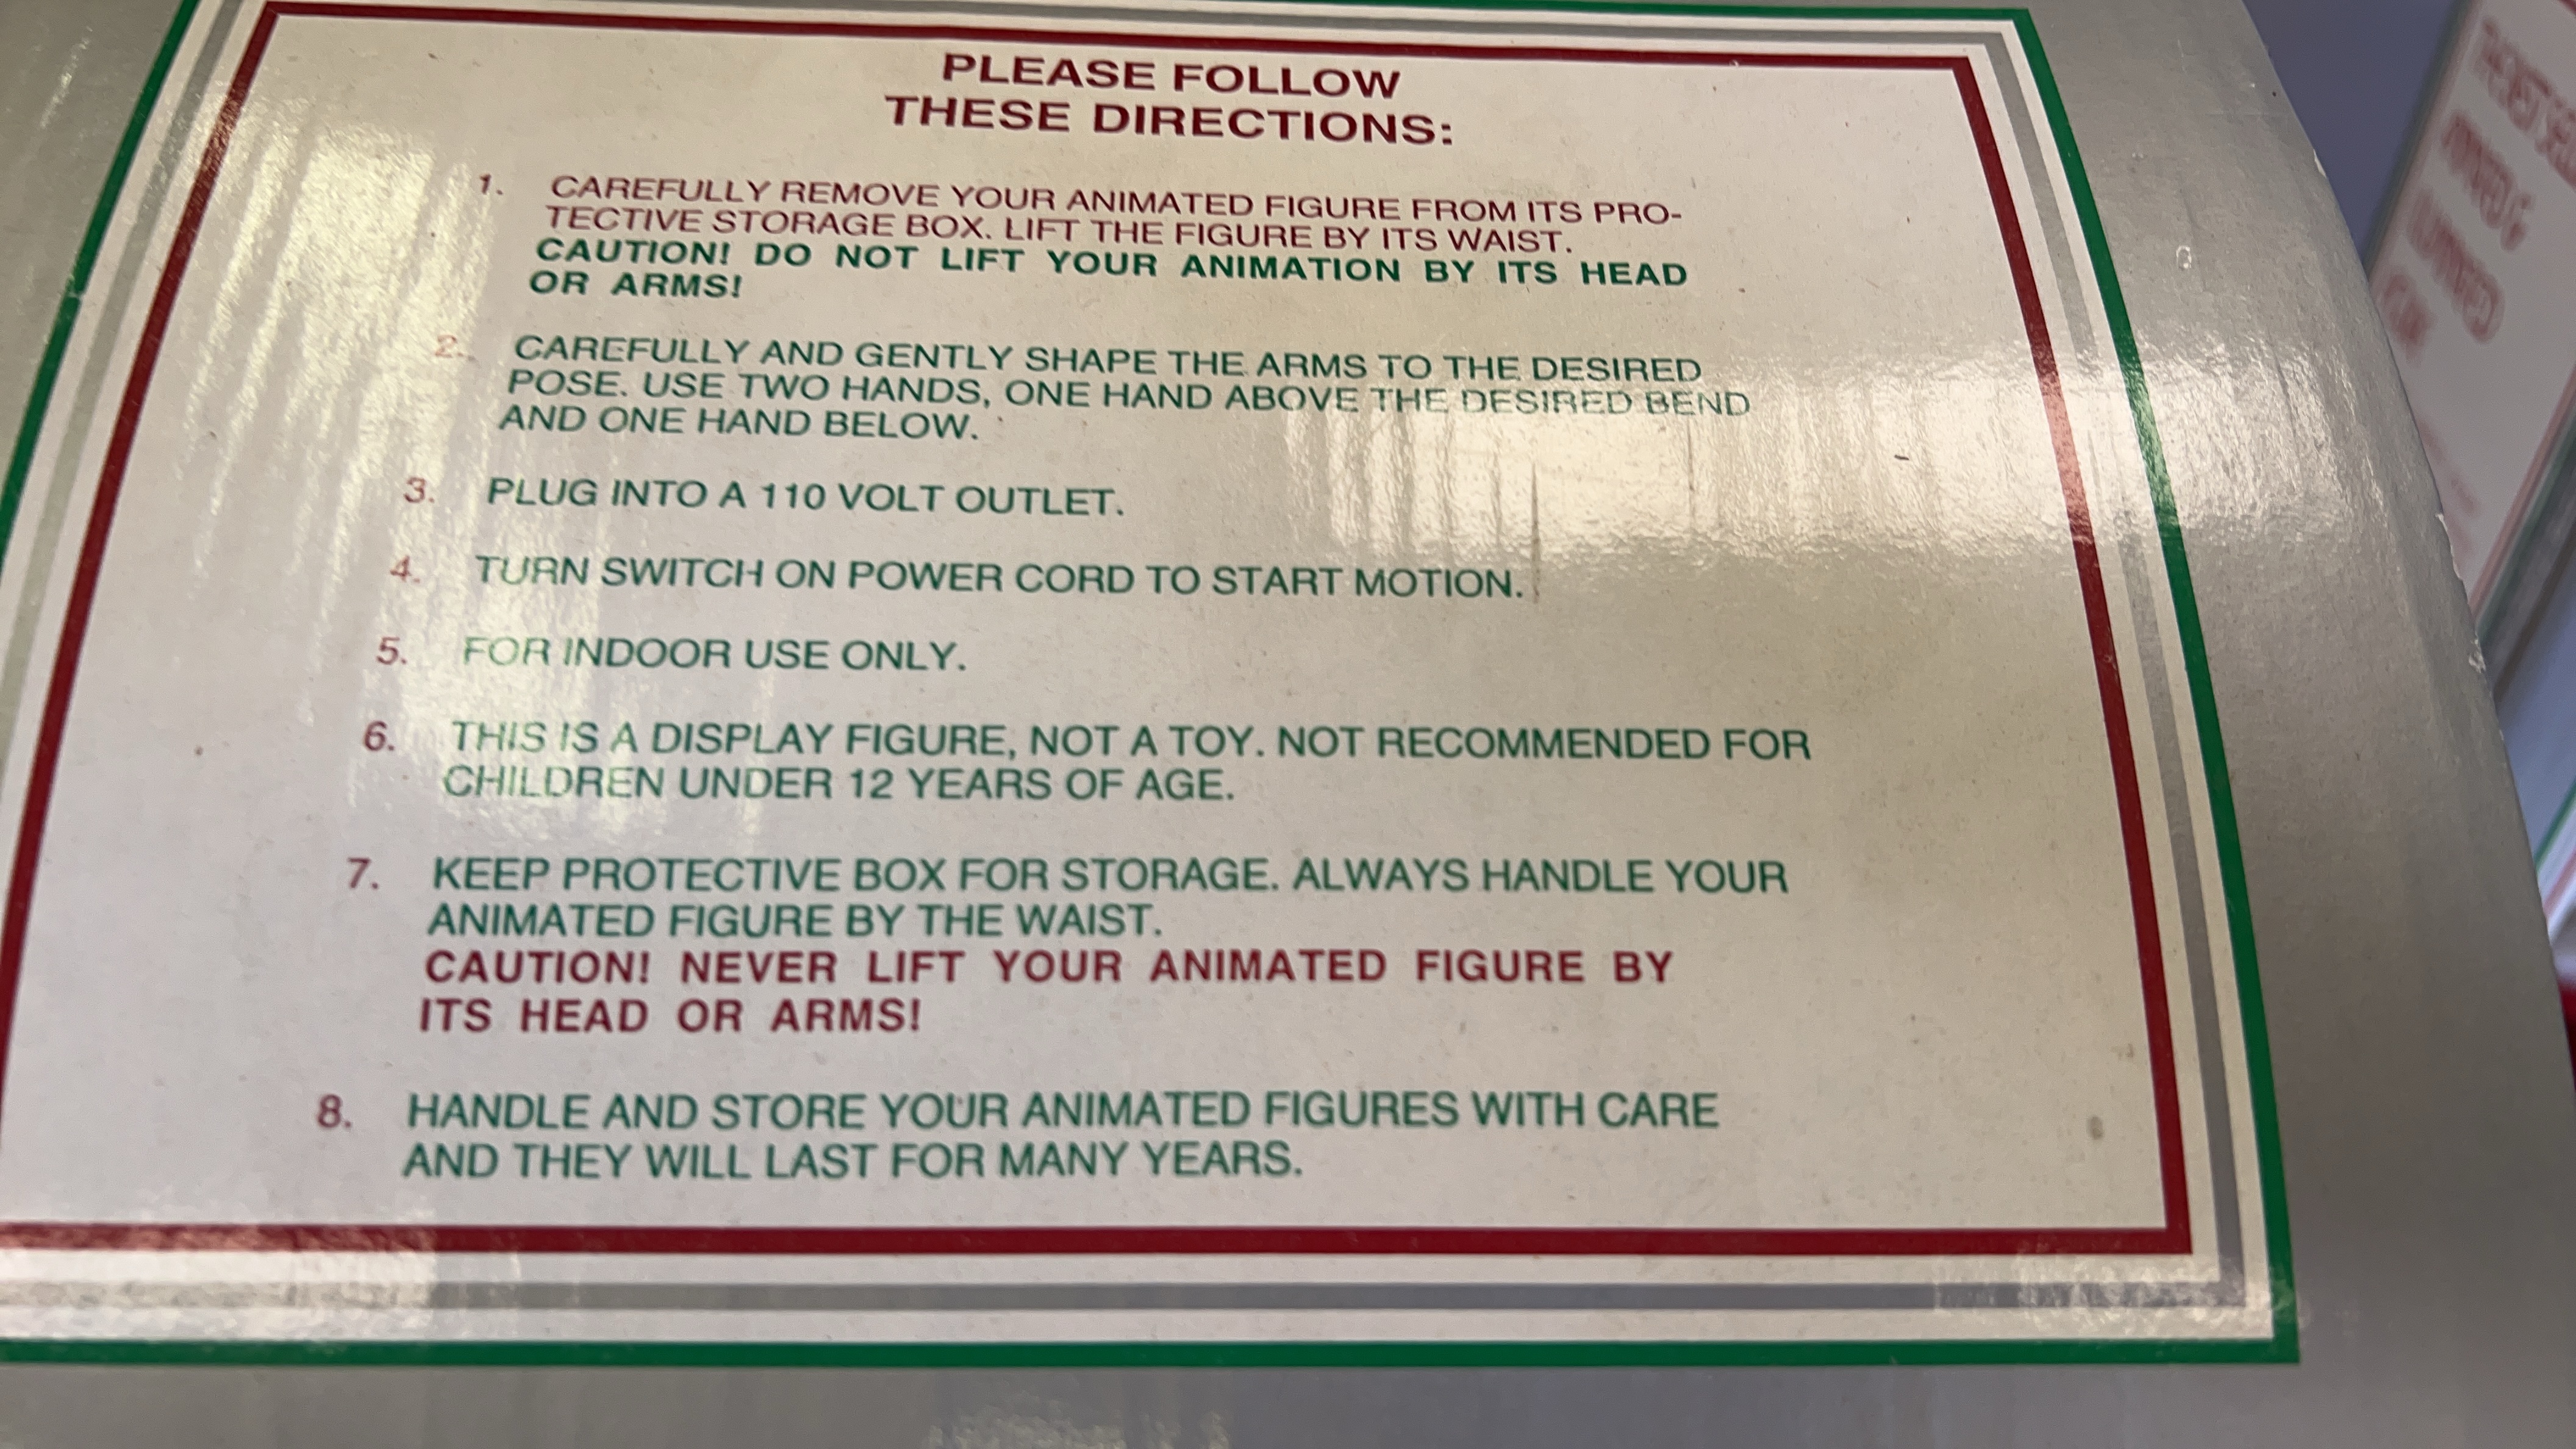 PLEASE FOLLOW
THESE DIRECTIONS:
1. CAREFULLY REMOVE YOUR ANIMATED FIGURE FROM ITS PRO-
TECTIVE STORAGE BOX. LIFT THE FIGURE BY ITS WAIST.
CAUTION! DO NOT LIFT YOUR ANIMATION BY ITS HEAD
OR ARMS!
2. CAREFULLY AND GENTLY SHAPE THE ARMS TO THE DESIRED
POSE. USE TWO HANDS, ONE HAND ABOVE THE DESIRED BEND
AND ONE HAND BELOW.
3. PLUG INTO A 110 VOLT OUTLET.
4. TURN SWITCH ON POWER CORD TO START MOTION.
5. FOR INDOOR USE ONLY.
6. THIS IS A DISPLAY FIGURE, NOT A TOY. NOT RECOMMENDED FOR
CHILDREN UNDER 12 YEARS OF AGE.
7. KEEP PROTECTIVE BOX FOR STORAGE. ALWAYS HANDLE YOUR
ANIMATED FIGURE BY THE WAIST.
CAUTION! NEVER LIFT YOUR ANIMATED FIGURE BY
ITS HEAD OR ARMS!
8. HANDLE AND STORE YOUR ANIMATED FIGURES WITH CARE
AND THEY WILL LAST FOR MANY YEARS.